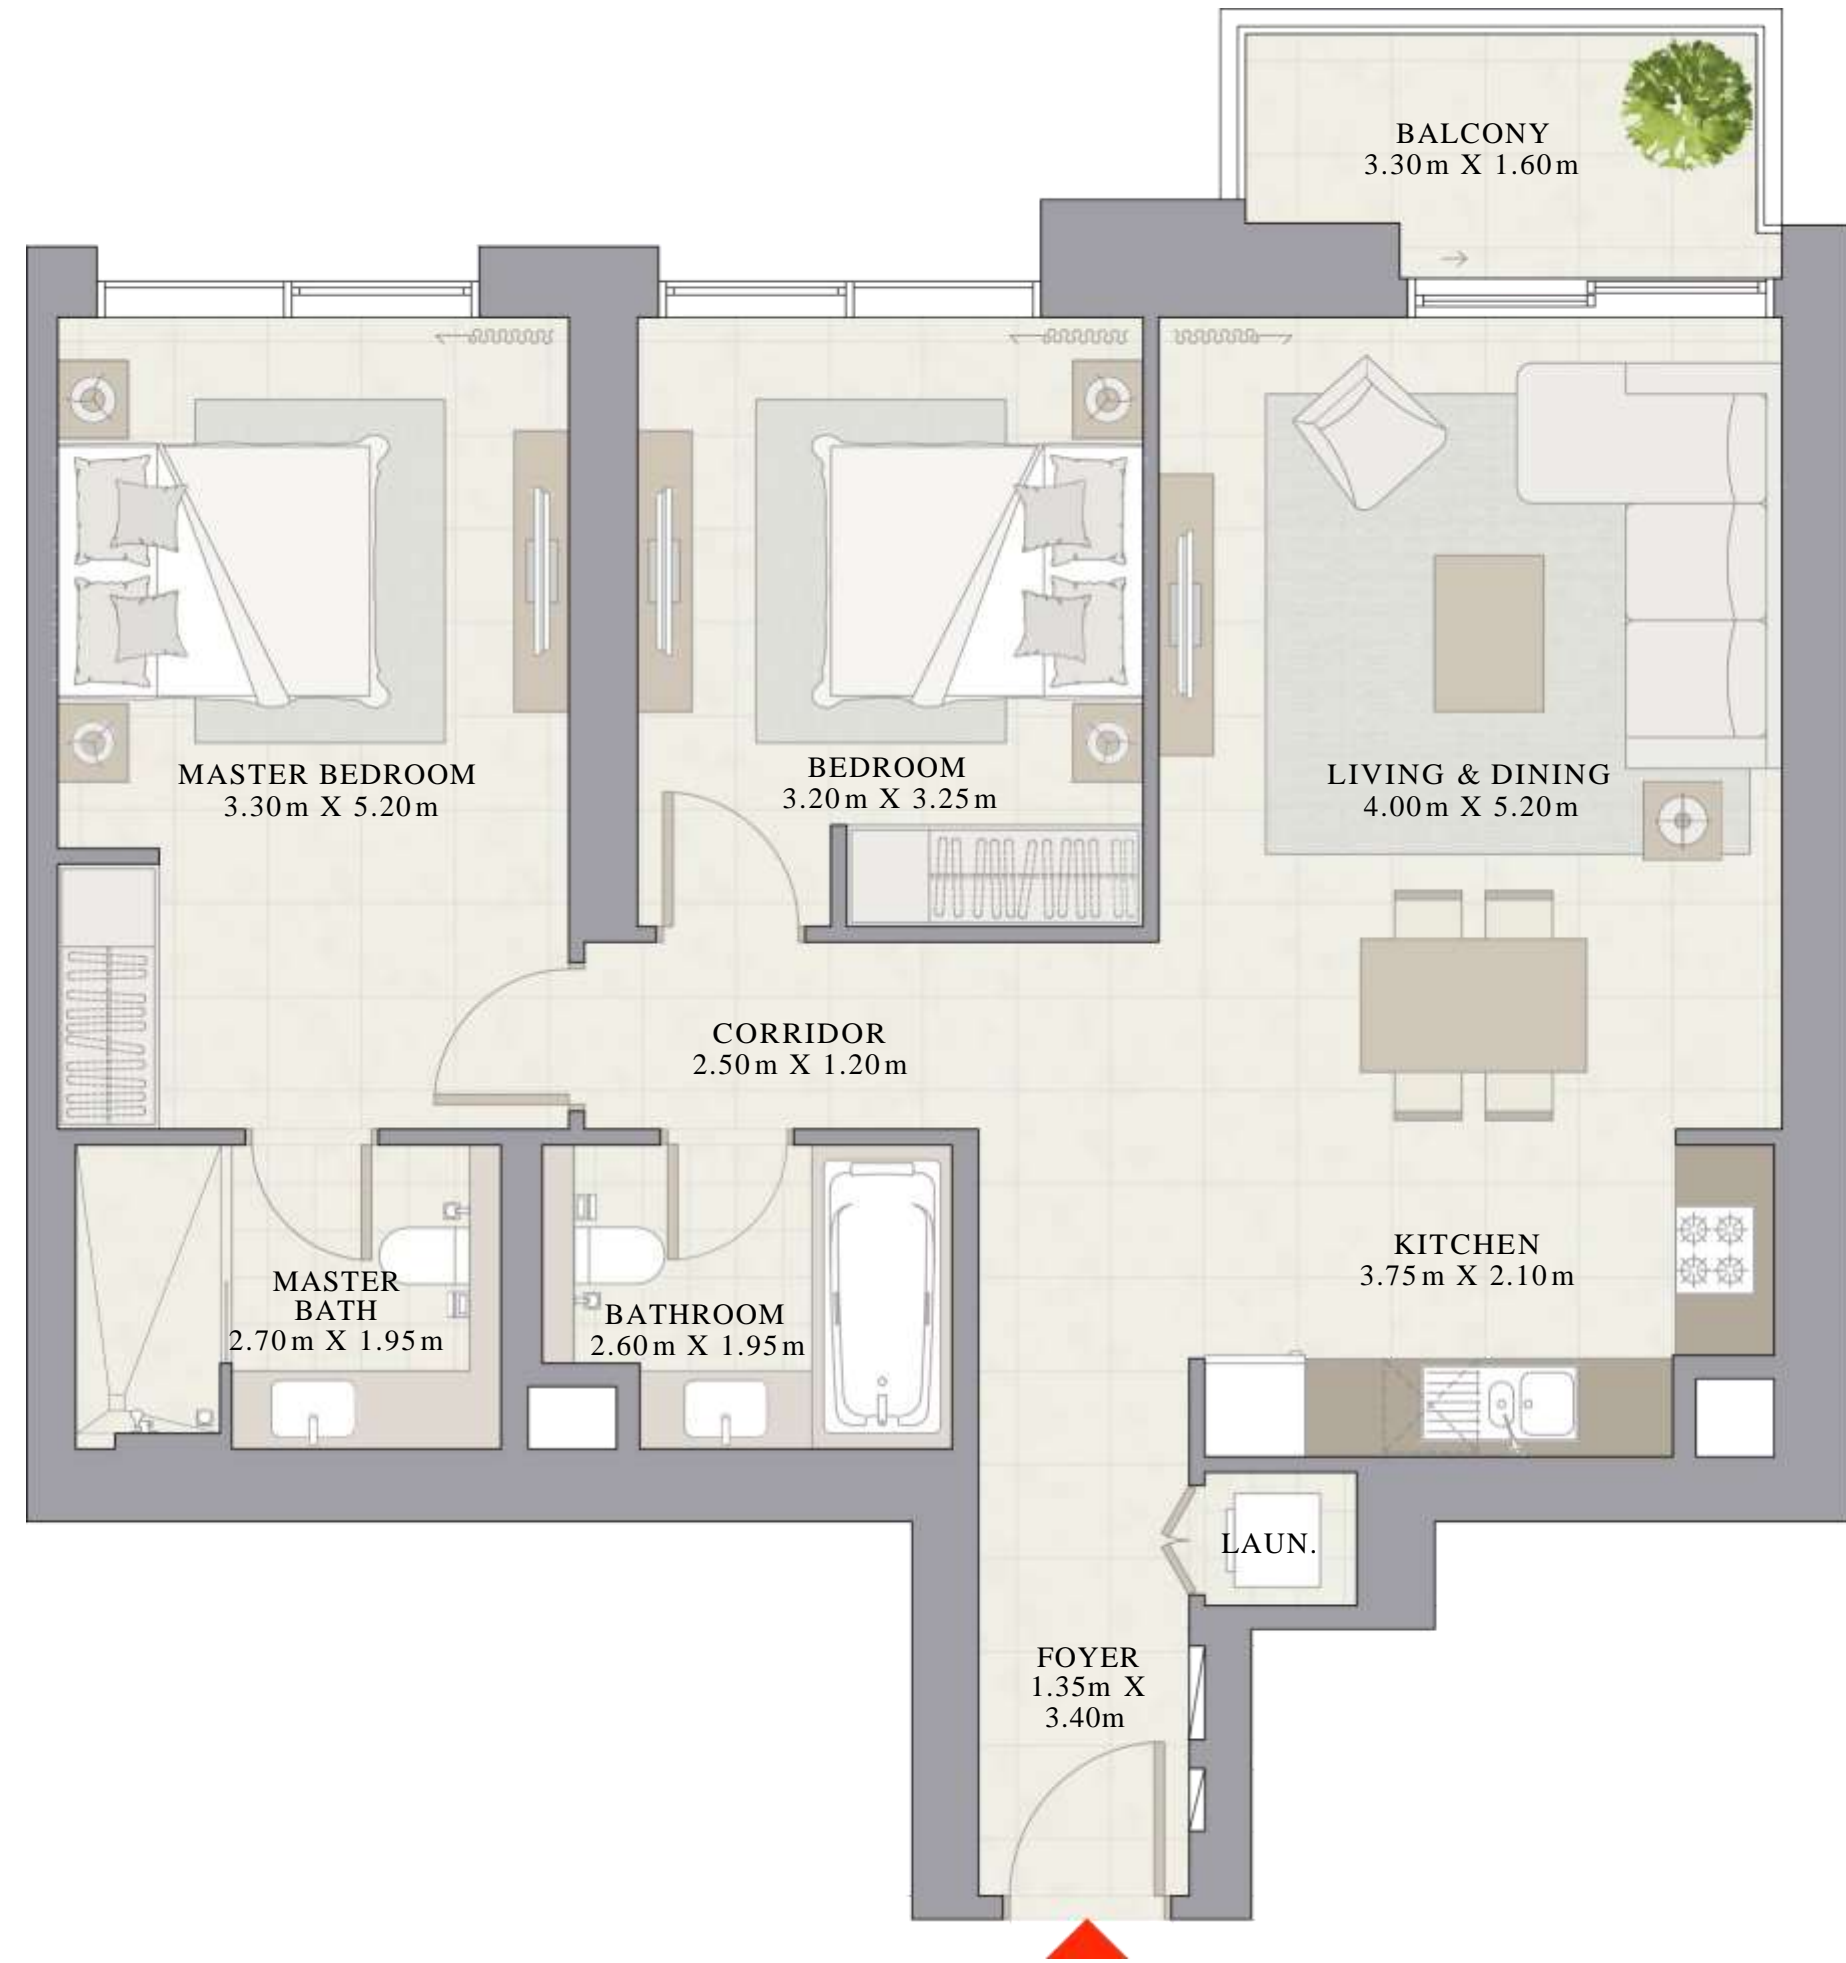 BALCONY
3.30m X 1.60m
MASTER BEDROOM
3.30m X 5.20m
BEDROOM
3.20m X 3.25m
LIVING & DINING
4.00m X 5.20m
CORRIDOR
2.50m X 1.20m
MASTER
BATH
2.70m X 1.95m
BATHROOM
2.60m X 1.95m
KITCHEN
3.75m X 2.10m
LAUN.
FOYER
1.35m X
3.40m